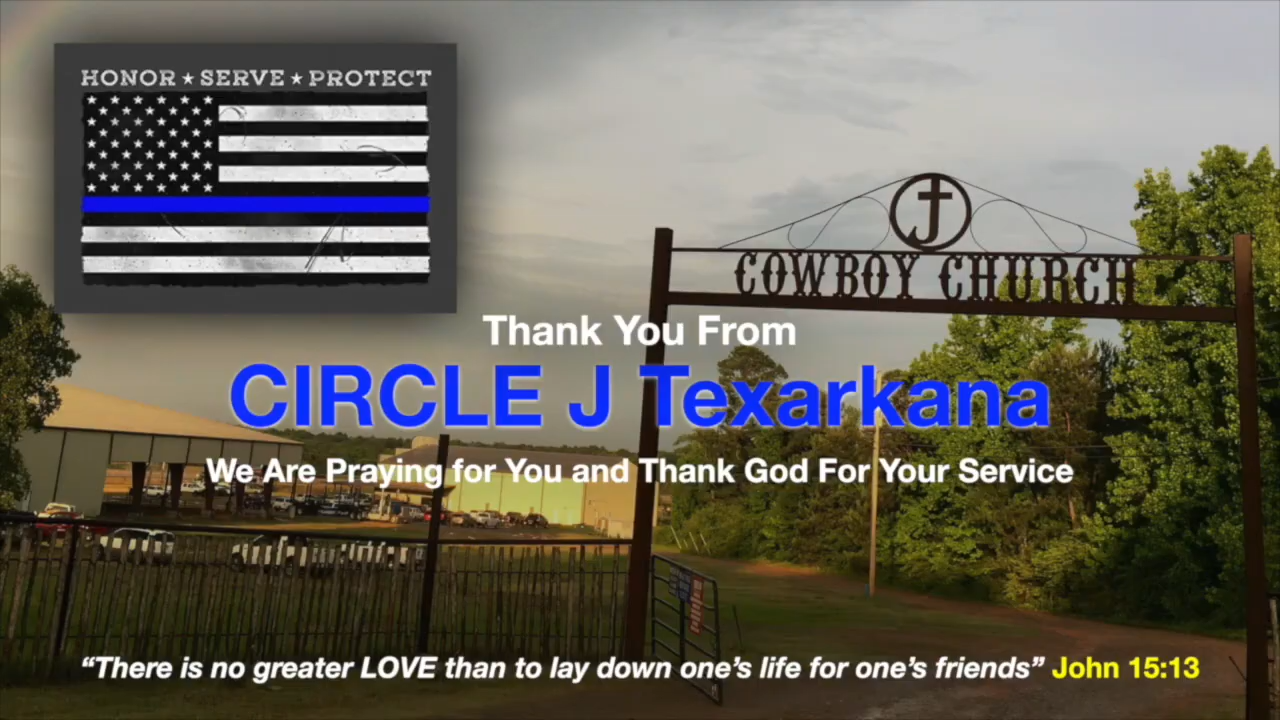 HONOR ★ SERVE ★ PROTECT
J
COWBOY CHURCH
Thank You From
CIRCLE J Texarkana
We Are Praying for You and Thank God For Your Service
“There is no greater LOVE than to lay down one’s life for one’s friends” John 15:13